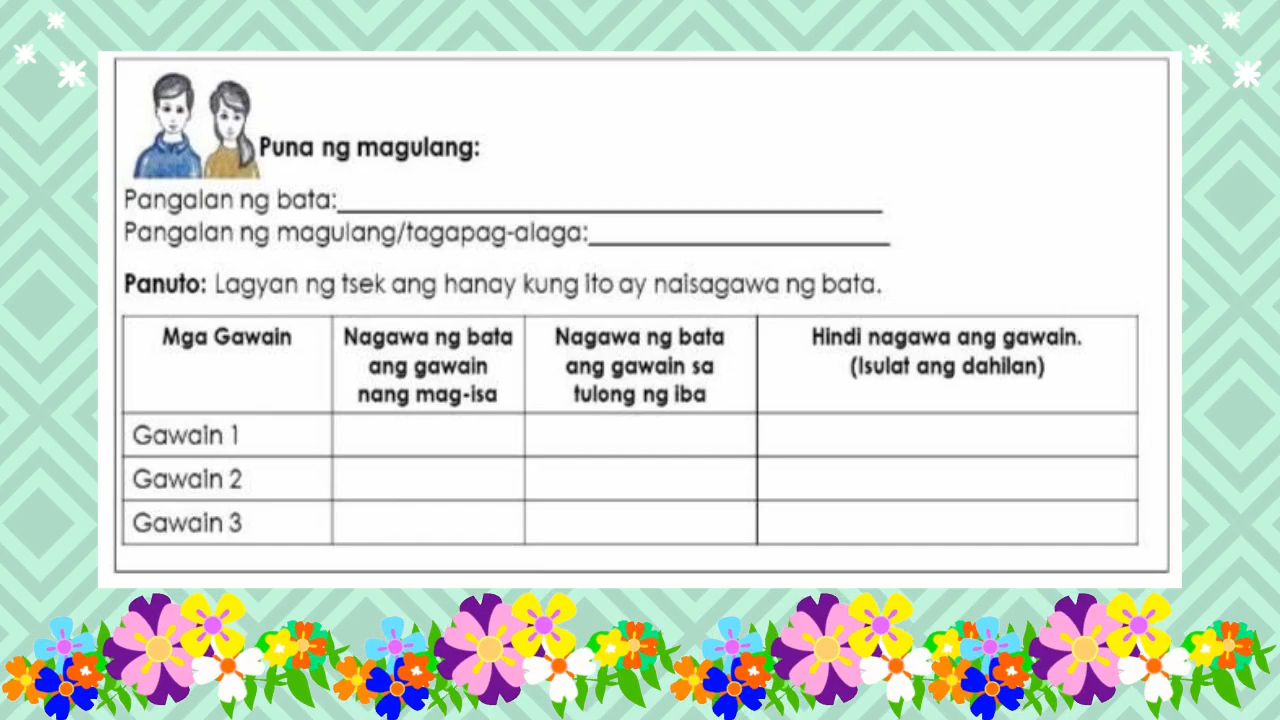 Puna ng magulang:
Pangalan ng bata:
Pangalan ng magulang/tagapag-alaga:
Panuto: Lagyan ng tsek ang hanay kung ito ay naisagawa ng bata.
Mga Gawain
Nagawa ng bata
ang gawain
nang mag-isa
Nagawa ng bata
ang gawain sa
tulong ng iba
Hindi nagawa ang gawain.
(Isulat ang dahilan)
Gawain 1
Gawain 2
Gawain 3